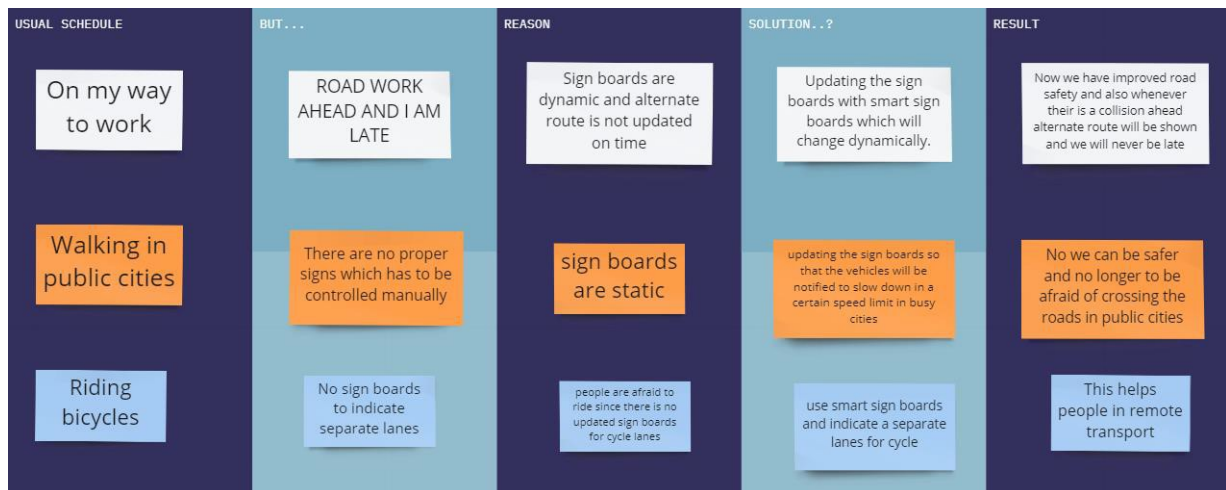 USUAL SCHEDULE
BUT...
REASON
SOLUTION..?
RESULT
On my way
to work
ROAD WORK
AHEAD AND I AM
LATE
Sign boards are
dynamic and alternate
route is not updated
on time
Updating the sign
boards with smart sign
boards which will
change dynamically.
Now we have improved road
safety and also whenever
their is a collision ahead
alternate route will be shown
and we will never be late
Walking in
public cities
There are no proper
signs which has to be
controlled manually
sign boards
are static
updating the sign boards so
that the vehicles will be
notified to slow down in a
certain speed limit in busy
cities
No we can be safer
and no longer to be
afraid of crossing the
roads in public cities
Riding
bicycles
No sign boards
to indicate
separate lanes
people are afraid to
ride since there is no
updated sign boards
for cycle lanes
use smart sign boards
and indicate a separate
lanes for cycle
This helps
people in remote
transport